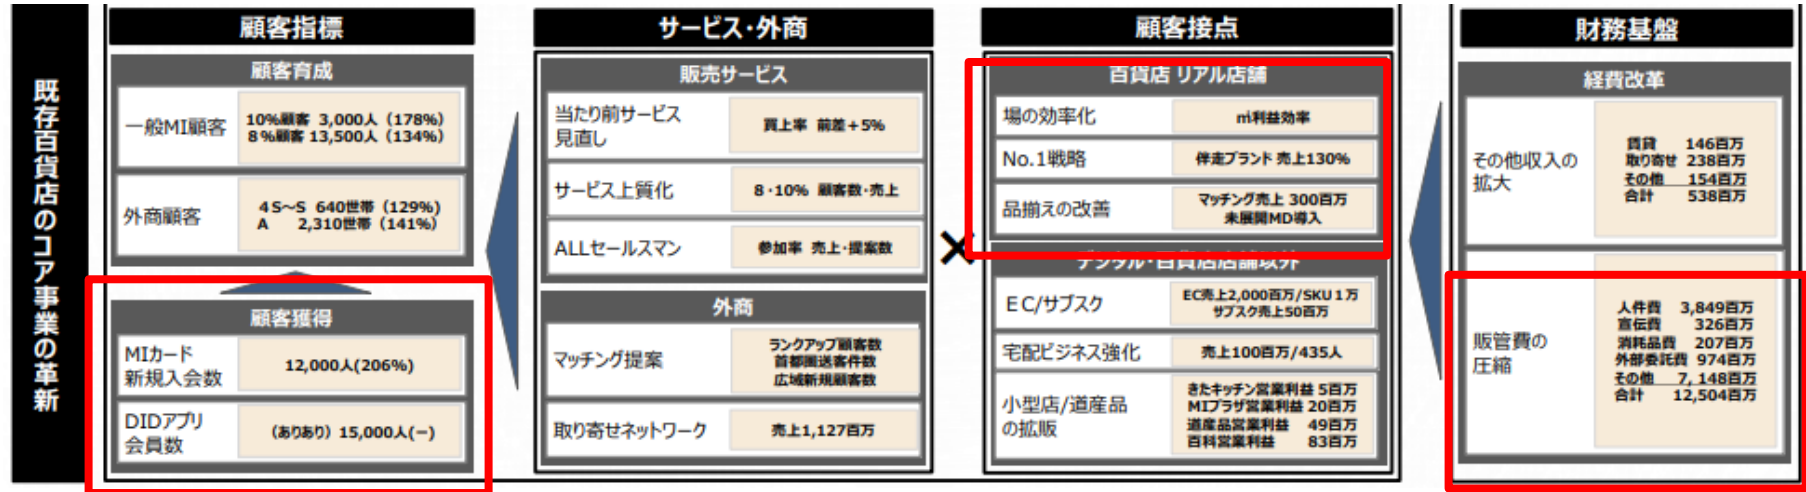 既存百貨店のコア事業の革新
顧客指標
顧客育成
一般MI顧客
10%顧客 3,000人（178%）
8%顧客 13,500人（134%）
外商顧客
4S～S 640世帯（129%）
A 2,310世帯（141%）
顧客獲得
MIカード
新規入会数
12,000人(206%)
DIDアプリ
会員数
（ありあり）15,000人(－)
サービス・外商
販売サービス
当たり前サービス
見直し
買上率 前差＋5%
サービス上質化
8・10% 顧客数・売上
ALLセールスマン
参加率 売上・提案数
外商
マッチング提案
ランクアップ顧客数
首都圏送客件数
広域新規顧客数
取り寄せネットワーク
売上1,127百万
×
顧客接点
百貨店 リアル店舗
場の効率化
㎡利益効率
No.1戦略
伴走ブランド 売上130%
品揃えの改善
マッチング売上 300百万
未展開MD導入
デジタル・百貨店店舗以外
EC/サブスク
EC売上2,000百万/SKU1万
サブスク売上50百万
宅配ビジネス強化
売上100百万/435人
小型店/道産品
の拡販
きたキッチン営業利益 5百万
MIプラザ営業利益 20百万
道産品営業利益 49百万
百科営業利益 83百万
財務基盤
経費改革
その他収入の
拡大
賃貸 146百万
取り寄せ 238百万
その他 154百万
合計 538百万
販管費の
圧縮
人件費 3,849百万
宣伝費 326百万
消耗品費 207百万
外部委託費 974百万
その他 7,148百万
合計 12,504百万